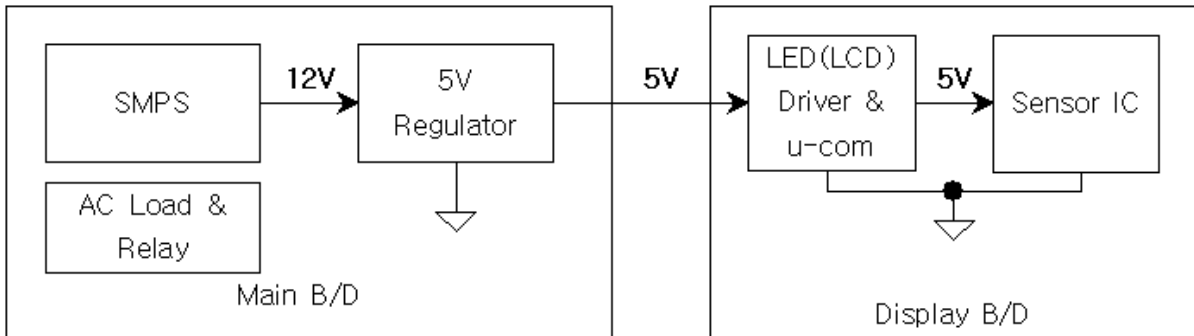 SMPS
12V
5V
Regulator
5V
LED(LCD)
Driver &
u-com
5V
Sensor IC
AC Load &
Relay
Main B/D
Display B/D